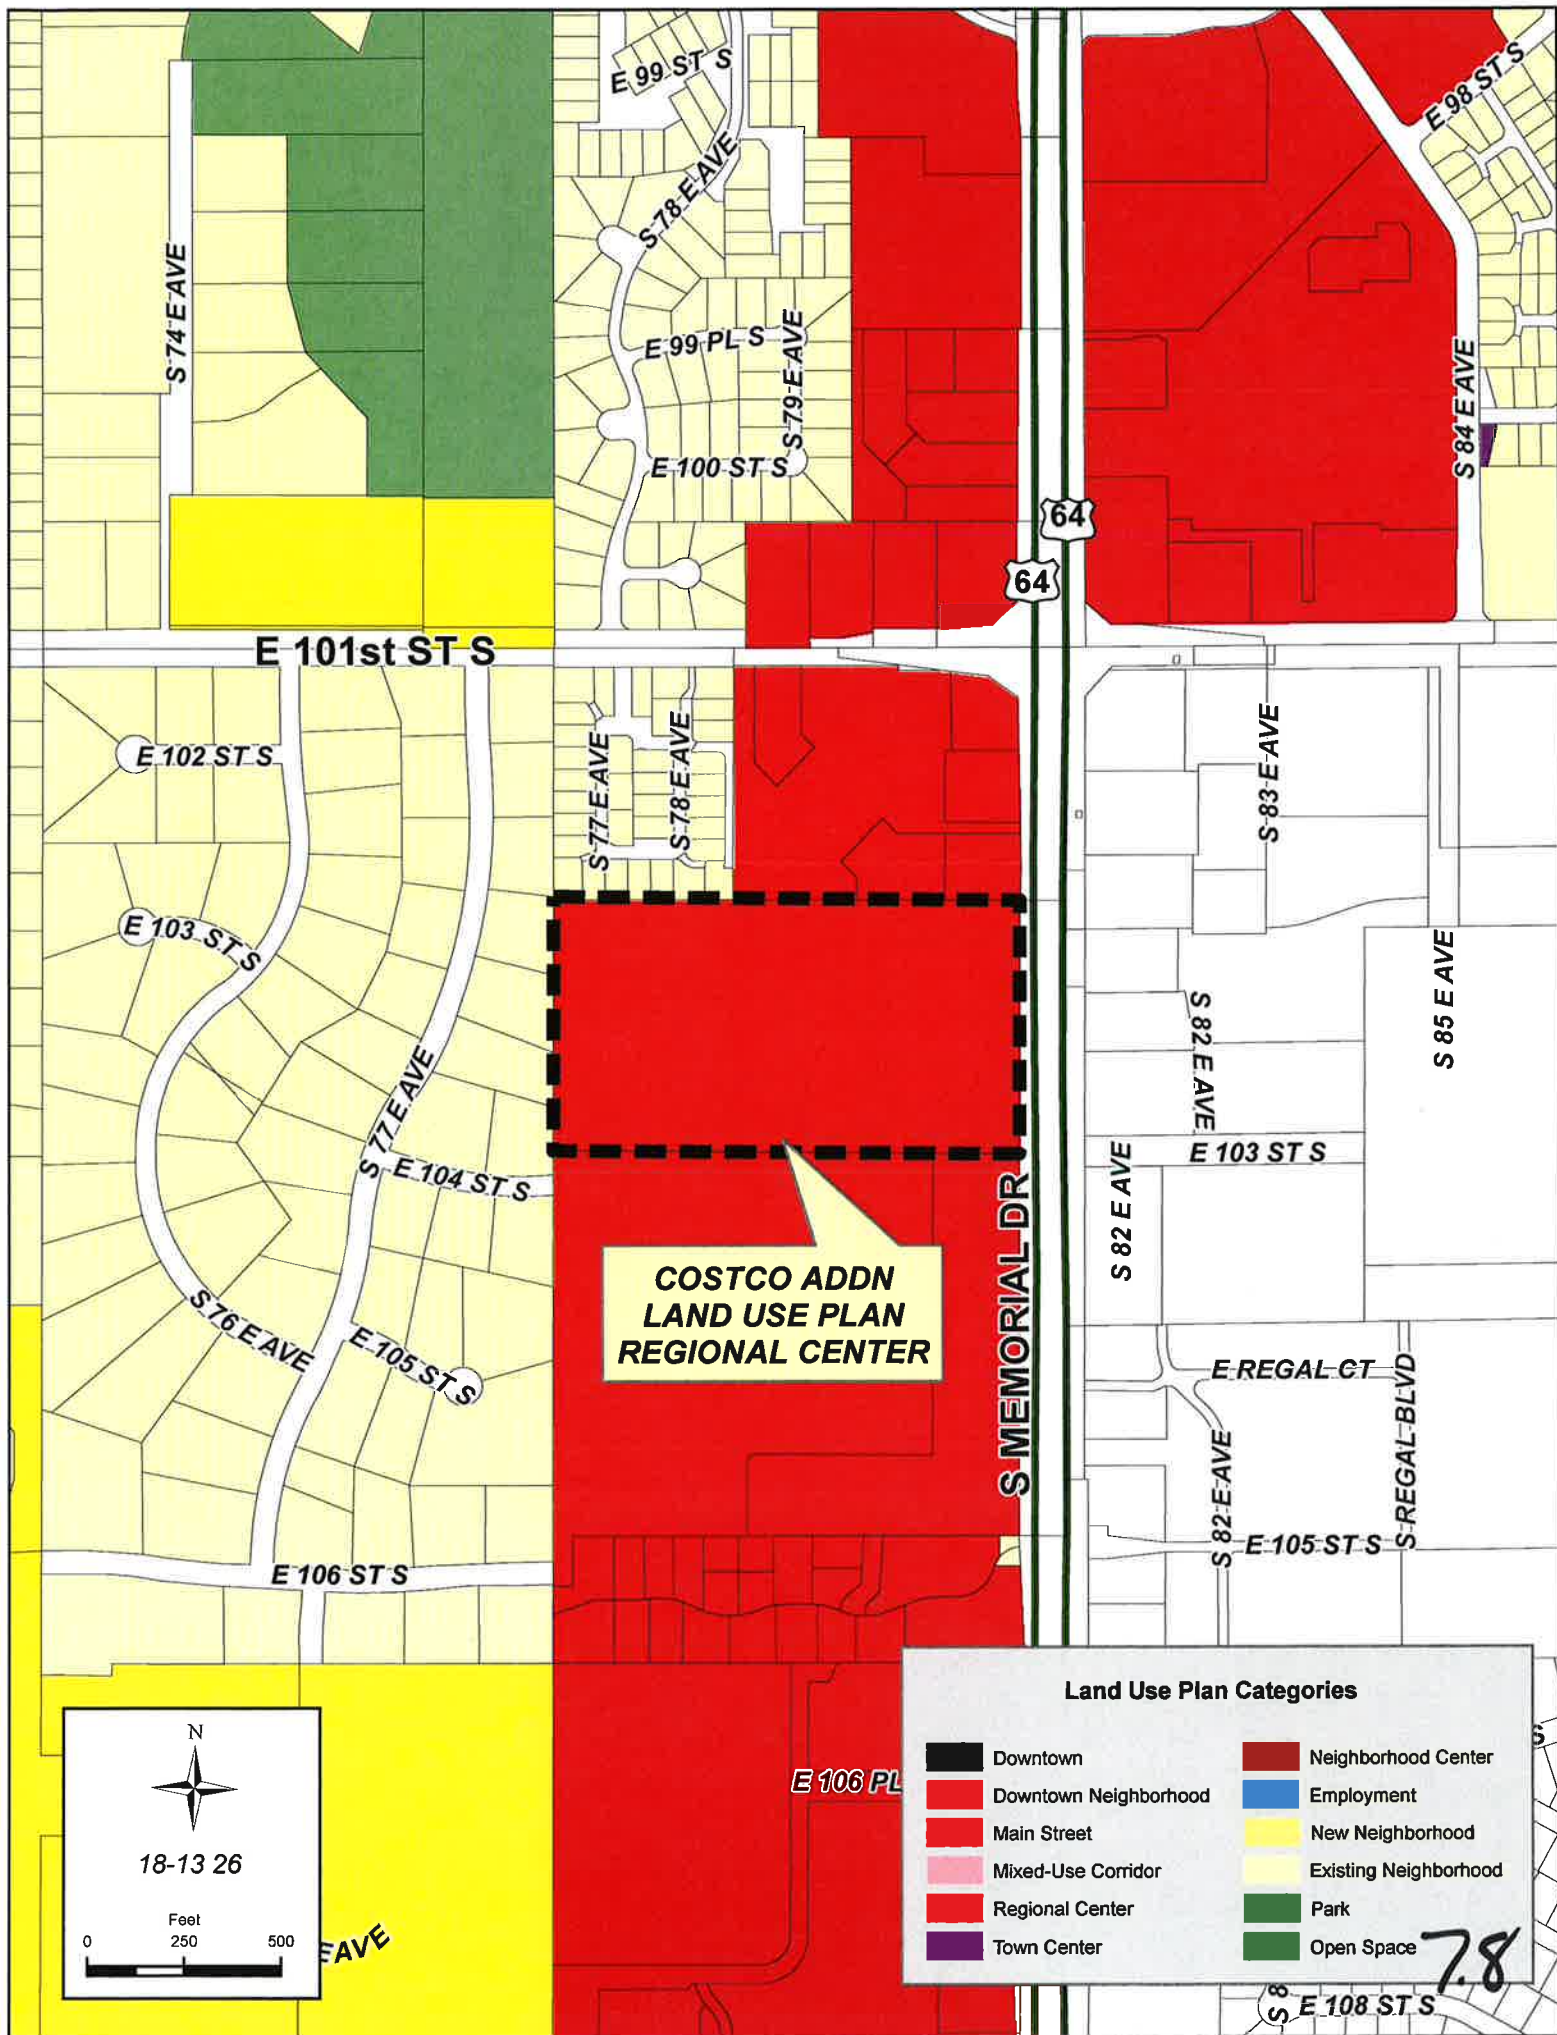 E 99 ST S
E 98 ST S
S 78 E AVE
S 74 E AVE
E 99 PL S
S 79 E AVE
S 84 E AVE
E 100 ST S
64
64
E 101st ST S
E 102 ST S
S 77 E AVE
S 78 E AVE
S 83 E AVE
E 103 ST S
S 85 E AVE
S 82 E AVE
S 77 E AVE
E 104 ST S
E 103 ST S
S 82 E AVE
S MEMORIAL DR
COSTCO ADDN
LAND USE PLAN
REGIONAL CENTER
S 76 E AVE
E 105 ST S
E REGAL CT
S REGAL BLVD
S 82 E AVE
E 105 ST S
E 106 ST S
E 106 PL
Land Use Plan Categories
Downtown
Downtown Neighborhood
Main Street
Mixed-Use Corridor
Regional Center
Town Center
Neighborhood Center
Employment
New Neighborhood
Existing Neighborhood
Park
Open Space
7.8
S
N
18-13 26
Feet
0 250 500
E AVE
S 8
E 108 ST S